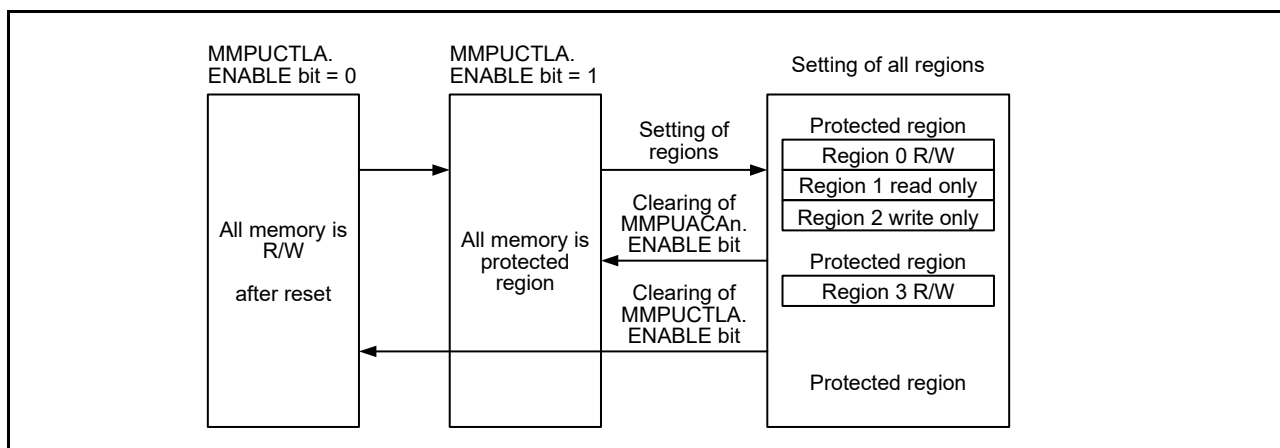 MMPUCTLA.
ENABLE bit = 0
MMPUCTLA.
ENABLE bit = 1
Setting of all regions
All memory is
R/W
after reset
All memory is
protected
region
Setting of
regions
Clearing of
MMPUACAn.
ENABLE bit
Clearing of
MMPUCTLA.
ENABLE bit
Protected region
Region 0 R/W
Region 1 read only
Region 2 write only
Protected region
Region 3 R/W
Protected region